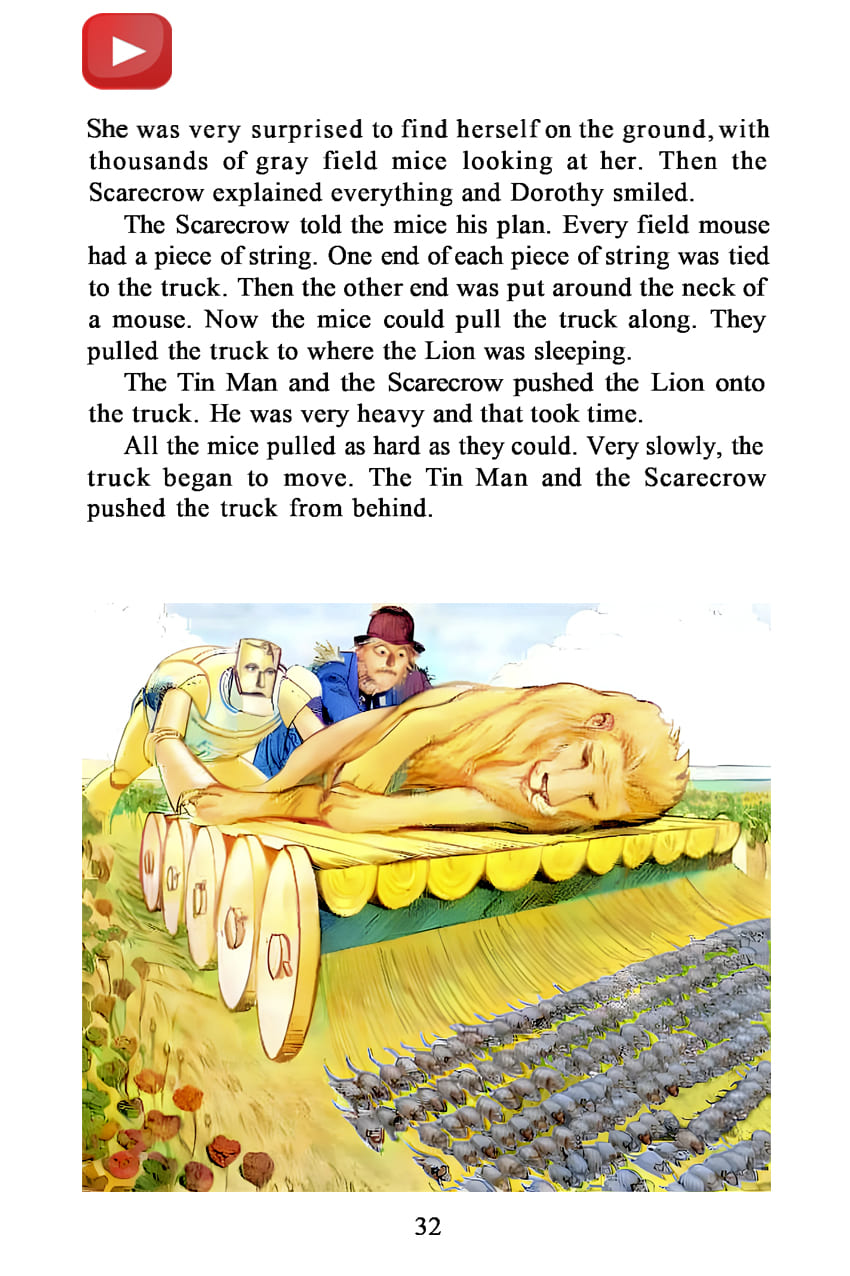 She was very surprised to find herself on the ground, with
thousands of gray field mice looking at her. Then the
Scarecrow explained everything and Dorothy smiled.
The Scarecrow told the mice his plan. Every field mouse
had a piece of string. One end of each piece of string was tied
to the truck. Then the other end was put around the neck of
a mouse. Now the mice could pull the truck along. They
pulled the truck to where the Lion was sleeping.
The Tin Man and the Scarecrow pushed the Lion onto
the truck. He was very heavy and that took time.
All the mice pulled as hard as they could. Very slowly, the
truck began to move. The Tin Man and the Scarecrow
pushed the truck from behind.
32